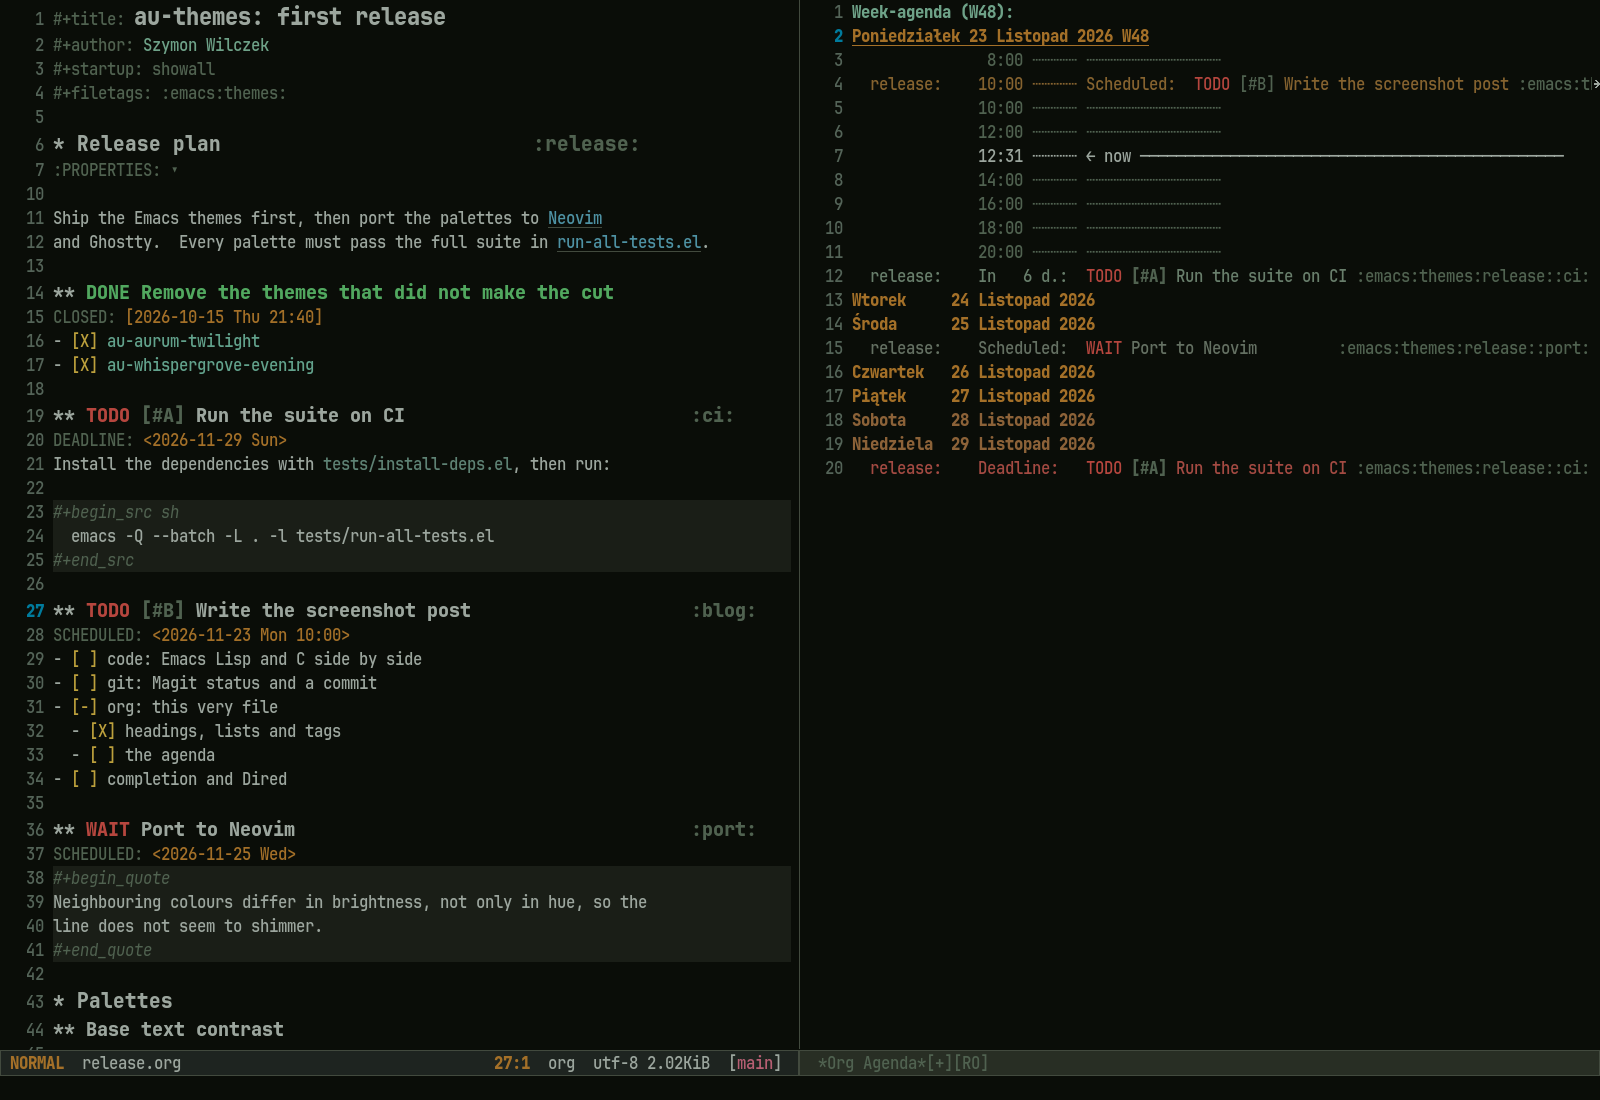 1 #+title: au-themes: first release
2 #+author: Szymon Wilczek
3 #+startup: showall
4 #+filetags: :emacs:themes:
5
6 * Release plan :release:
7 :PROPERTIES: ▾
10
11 Ship the Emacs themes first, then port the palettes to Neovim
12 and Ghostty.  Every palette must pass the full suite in run-all-tests.el.
13
14 ** DONE Remove the themes that did not make the cut
15 CLOSED: [2026-10-15 Thu 21:40]
16 - [X] au-aurum-twilight
17 - [X] au-whispergrove-evening
18
19 ** TODO [#A] Run the suite on CI :ci:
20 DEADLINE: <2026-11-29 Sun>
21 Install the dependencies with tests/install-deps.el, then run:
22
23 #+begin_src sh
24   emacs -Q --batch -L . -l tests/run-all-tests.el
25 #+end_src
26
27 ** TODO [#B] Write the screenshot post :blog:
28 SCHEDULED: <2026-11-23 Mon 10:00>
29 - [ ] code: Emacs Lisp and C side by side
30 - [ ] git: Magit status and a commit
31 - [-] org: this very file
32   - [X] headings, lists and tags
33   - [ ] the agenda
34 - [ ] completion and Dired
35
36 ** WAIT Port to Neovim :port:
37 SCHEDULED: <2026-11-25 Wed>
38 #+begin_quote
39 Neighbouring colours differ in brightness, not only in hue, so the
40 line does not seem to shimmer.
41 #+end_quote
42
43 * Palettes
44 ** Base text contrast
NORMAL  release.org 27:1  org  utf-8 2.02KiB  [main]
1 Week-agenda (W48):
2 Poniedziałek 23 Listopad 2026 W48
3 8:00 ┄┄┄┄┄ ┄┄┄┄┄┄┄┄┄┄┄┄┄┄┄
4 release: 10:00 ┄┄┄┄┄ Scheduled:  TODO [#B] Write the screenshot post :emacs:t
5 10:00 ┄┄┄┄┄ ┄┄┄┄┄┄┄┄┄┄┄┄┄┄┄
6 12:00 ┄┄┄┄┄ ┄┄┄┄┄┄┄┄┄┄┄┄┄┄┄
7 12:31 ┄┄┄┄┄ ← now ───────────────────────────────────────────────
8 14:00 ┄┄┄┄┄ ┄┄┄┄┄┄┄┄┄┄┄┄┄┄┄
9 16:00 ┄┄┄┄┄ ┄┄┄┄┄┄┄┄┄┄┄┄┄┄┄
10 18:00 ┄┄┄┄┄ ┄┄┄┄┄┄┄┄┄┄┄┄┄┄┄
11 20:00 ┄┄┄┄┄ ┄┄┄┄┄┄┄┄┄┄┄┄┄┄┄
12 release: In   6 d.:  TODO [#A] Run the suite on CI :emacs:themes:release::ci:
13 Wtorek 24 Listopad 2026
14 Środa 25 Listopad 2026
15 release: Scheduled:  WAIT Port to Neovim :emacs:themes:release::port:
16 Czwartek 26 Listopad 2026
17 Piątek 27 Listopad 2026
18 Sobota 28 Listopad 2026
19 Niedziela 29 Listopad 2026
20 release: Deadline:   TODO [#A] Run the suite on CI :emacs:themes:release::ci:
*Org Agenda*[+][RO]